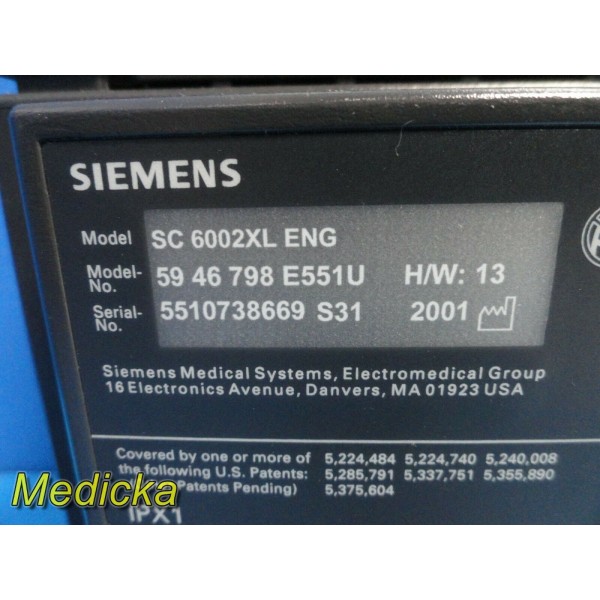 SIEMENS
Model SC 6002XL ENG
Model-No. 59 46 798 E551U H/W: 13
Serial-No. 5510738669 S31 2001
Siemens Medical Systems, Electromedical Group
16 Electronics Avenue, Danvers, MA 01923 USA
Covered by one or more of 5,224,484 5,224,740 5,240,008
the following U.S. Patents: 5,285,791 5,337,751 5,355,890
Patents Pending) 5,375,604
Medicka
IPX1